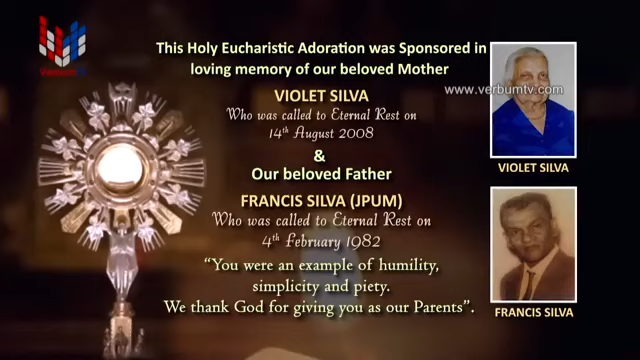 VerbumTV
This Holy Eucharistic Adoration was Sponsored in
loving memory of our beloved Mother
VIOLET SILVA
Who was called to Eternal Rest on
14th August 2008
&
Our beloved Father
FRANCIS SILVA (JPUM)
Who was called to Eternal Rest on
4th February 1982
“You were an example of humility,
simplicity and piety.
We thank God for giving you as our Parents”.
www.verbumtv.com
VIOLET SILVA
FRANCIS SILVA